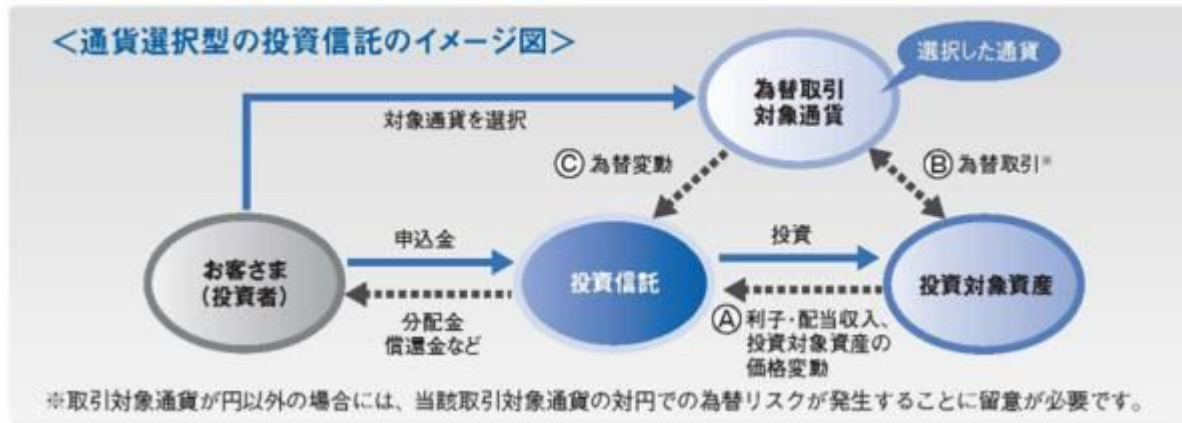 ＜通貨選択型の投資信託のイメージ図＞
選択した通貨
為替取引
対象通貨
対象通貨を選択
Ⓒ 為替変動
Ⓑ 為替取引※
申込金
投資
お客さま
（投資者）
投資信託
投資対象資産
分配金
償還金など
Ⓐ 利子・配当収入、
投資対象資産の
価格変動
※取引対象通貨が円以外の場合には、当該取引対象通貨の対円での為替リスクが発生することに留意が必要です。